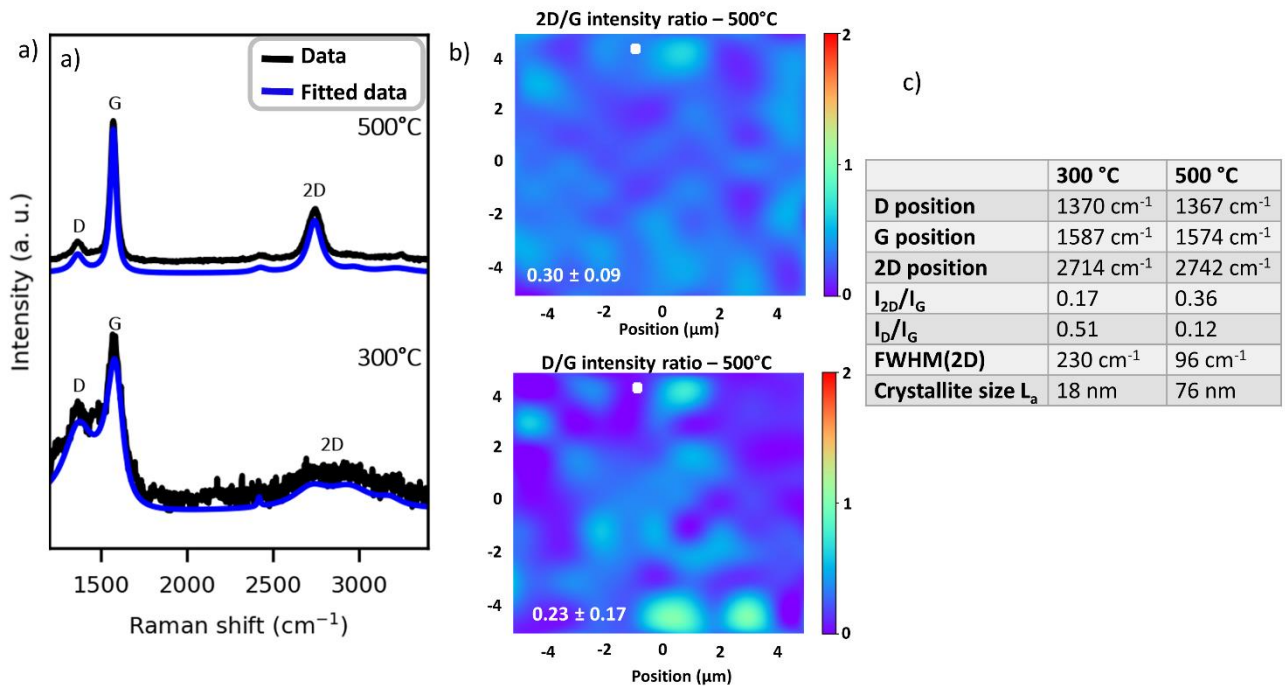 a)
a)
Data
Fitted data
G
500°C
D
2D
G
300°C
D
2D
Intensity (a. u.)
1500 2000 2500 3000
Raman shift (cm⁻¹)
b)
2D/G intensity ratio – 500°C
4
2
0
-2
-4
0.30 ± 0.09
-4 -2 0 2 4
Position (µm)
2
1
0
D/G intensity ratio – 500°C
4
2
0
-2
-4
0.23 ± 0.17
-4 -2 0 2 4
Position (µm)
2
1
0
c)
300 °C 500 °C
D position 1370 cm⁻¹ 1367 cm⁻¹
G position 1587 cm⁻¹ 1574 cm⁻¹
2D position 2714 cm⁻¹ 2742 cm⁻¹
I₂D/I_G 0.17 0.36
I_D/I_G 0.51 0.12
FWHM(2D) 230 cm⁻¹ 96 cm⁻¹
Crystallite size Lₐ 18 nm 76 nm